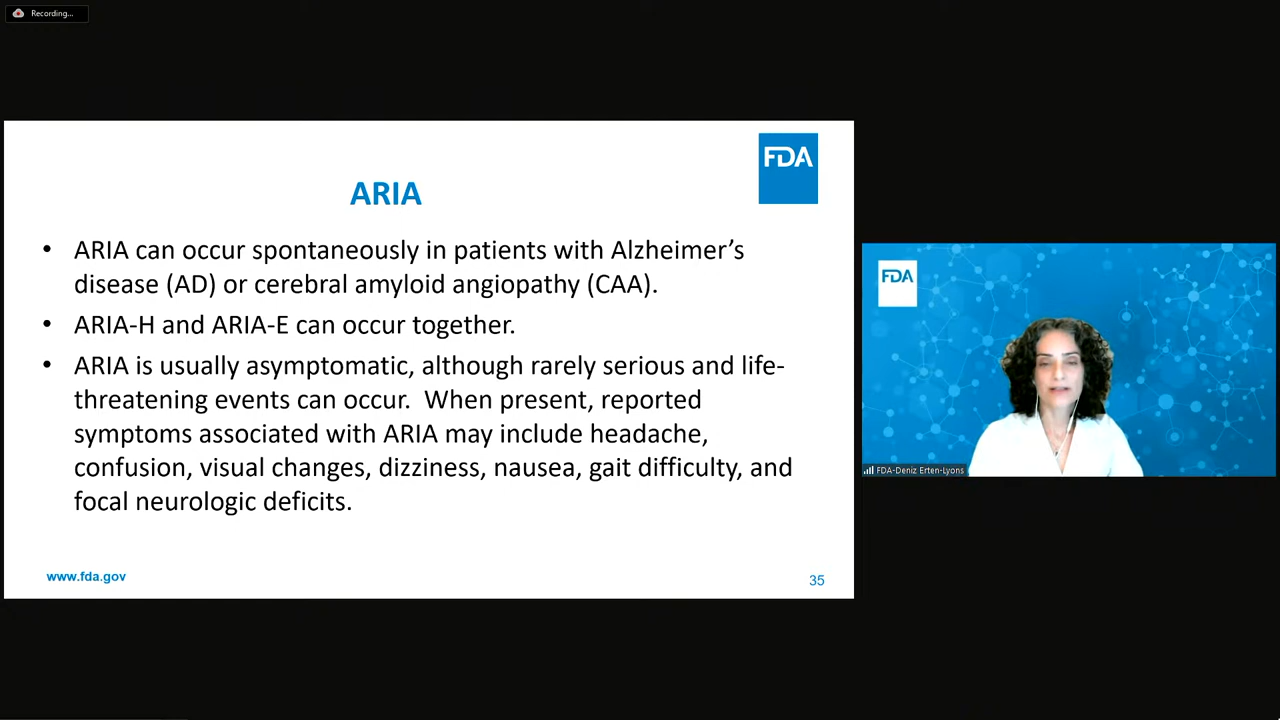 Recording...
FDA
ARIA
• ARIA can occur spontaneously in patients with Alzheimer’s
disease (AD) or cerebral amyloid angiopathy (CAA).
• ARIA-H and ARIA-E can occur together.
• ARIA is usually asymptomatic, although rarely serious and life-
threatening events can occur.  When present, reported
symptoms associated with ARIA may include headache,
confusion, visual changes, dizziness, nausea, gait difficulty, and
focal neurologic deficits.
www.fda.gov
35
FDA
FDA-Deniz Erten-Lyons